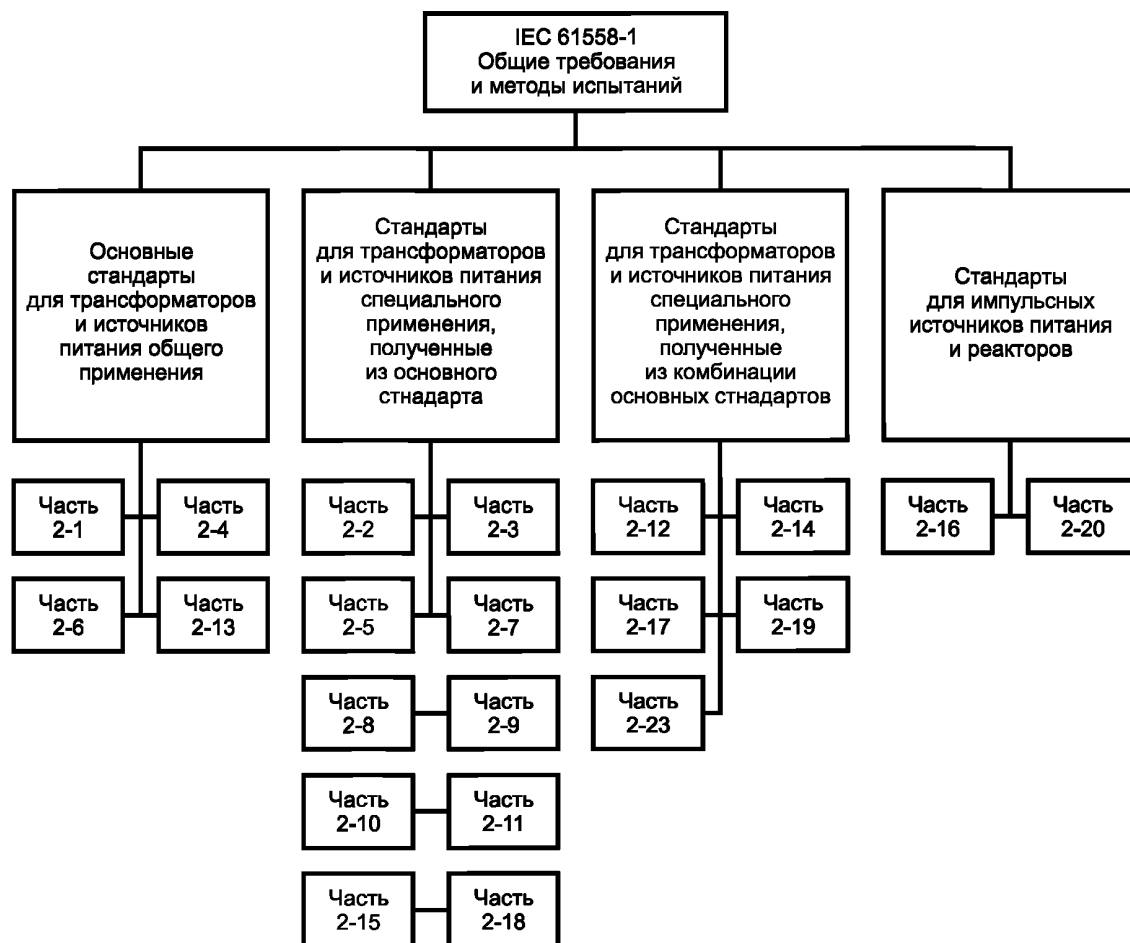 IEC 61558-1
Общие требования
и методы испытаний
Основные
стандарты
для трансформаторов
и источников
питания общего
применения
Стандарты
для трансформаторов
и источников питания
специального
применения,
полученные
из основного
стнадарта
Стандарты
для трансформаторов
и источников питания
специального
применения,
полученные
из комбинации
основных стнадартов
Стандарты
для импульсных
источников питания
и реакторов
Часть
2-1
Часть
2-4
Часть
2-6
Часть
2-13
Часть
2-2
Часть
2-3
Часть
2-5
Часть
2-7
Часть
2-8
Часть
2-9
Часть
2-10
Часть
2-11
Часть
2-15
Часть
2-18
Часть
2-12
Часть
2-14
Часть
2-17
Часть
2-19
Часть
2-23
Часть
2-16
Часть
2-20